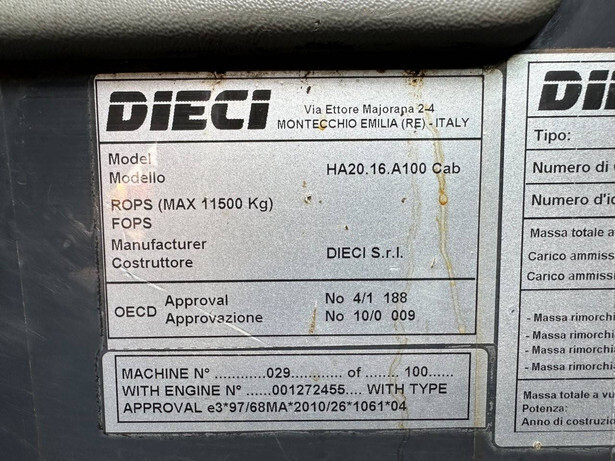 DIECI
Via Ettore Majorana 2-4
MONTECCHIO EMILIA (RE) - ITALY
Model
Modello
HA20.16.A100 Cab
ROPS (MAX 11500 Kg)
FOPS
Manufacturer
Costruttore
DIECI S.r.l.
OECD
Approval No 4/1 188
Approvazione No 10/0 009
MACHINE N° ..........029............ of ........ 100......
WITH ENGINE N° ......001272455.... WITH TYPE
APPROVAL e3*97/68MA*2010/26*1061*04
Tipo:
Numero di
Numero d'id
Massa totale a
Carico ammiss
Carico ammiss
- Massa rimorchi
- Massa rimorchi
- Massa rimorchi
- Massa rimorchi
Massa totale a vu
Potenza:
Anno di costruzio